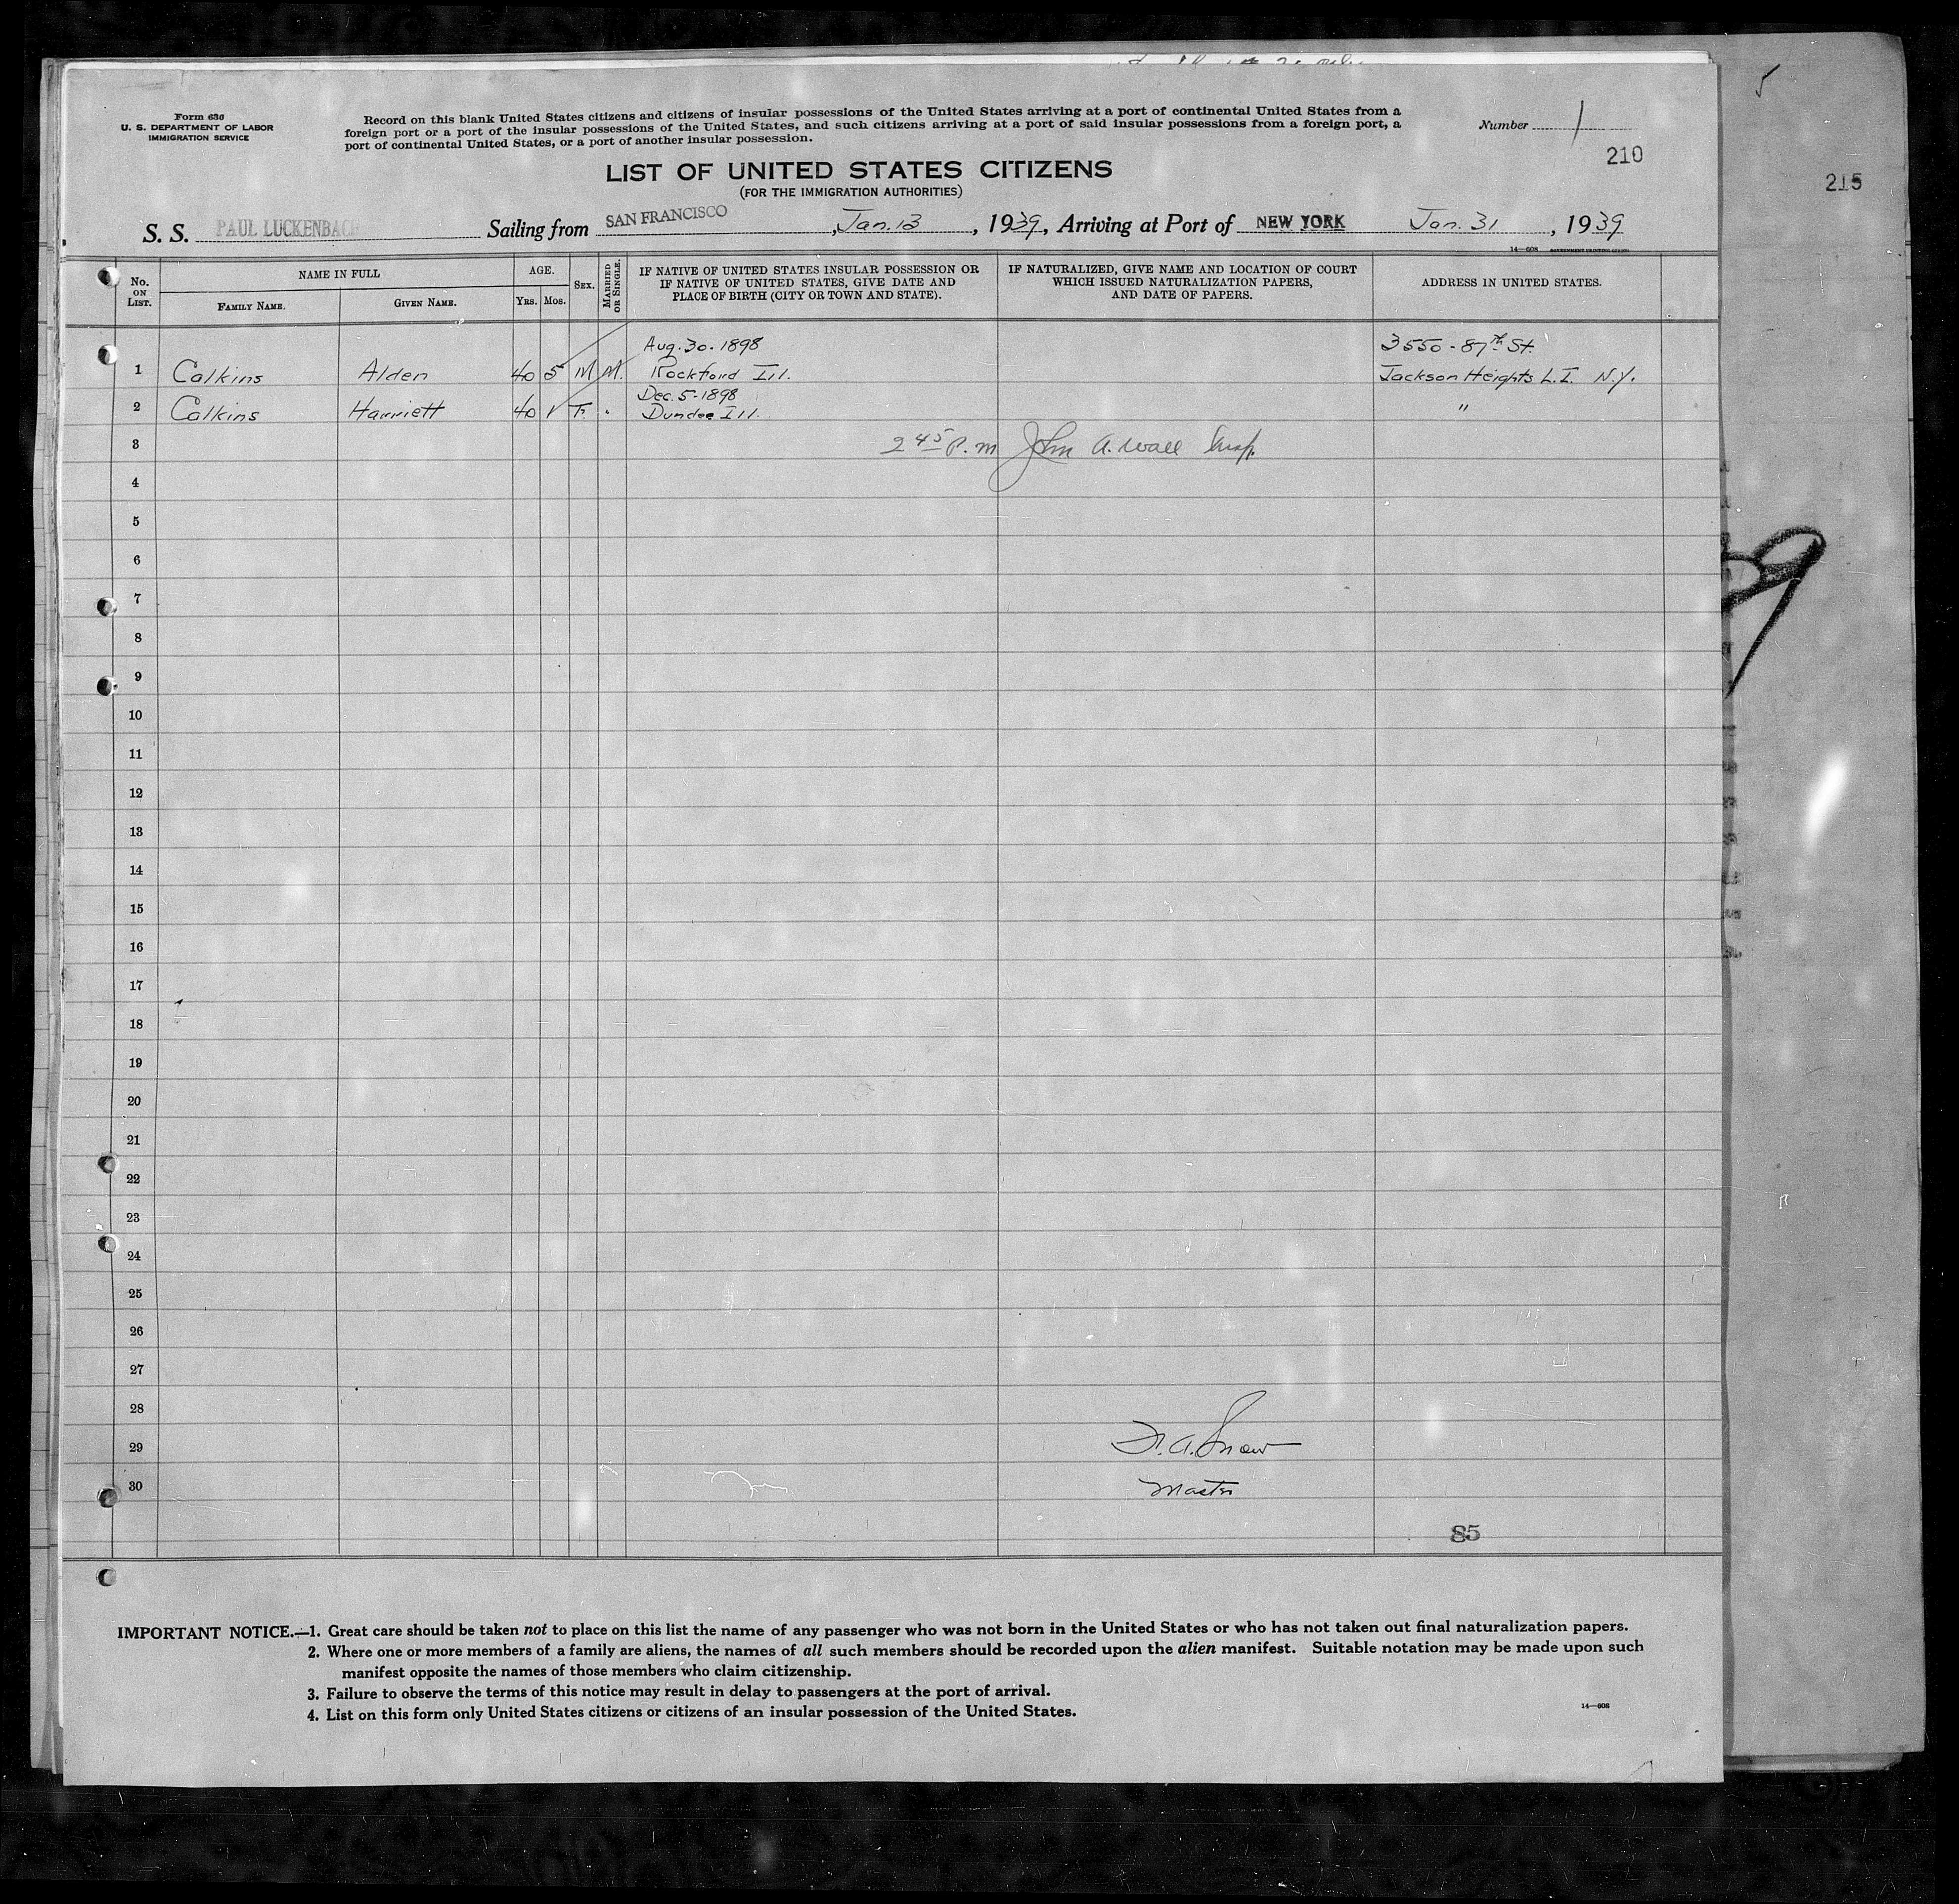 5
Form 630
U. S. DEPARTMENT OF LABOR
IMMIGRATION SERVICE
Record on this blank United States citizens and citizens of insular possessions of the United States arriving at a port of continental United States from a
foreign port or a port of the insular possessions of the United States, and such citizens arriving at a port of said insular possessions from a foreign port, a
port of continental United States, or a port of another insular possession.
Number 1
210
215
LIST OF UNITED STATES CITIZENS
(FOR THE IMMIGRATION AUTHORITIES)
S. S. PAUL LUCKENBACH Sailing from SAN FRANCISCO, Jan. 13, 1939, Arriving at Port of NEW YORK Jan. 31, 1939
14—608 GOVERNMENT PRINTING OFFICE
No. ON LIST.
NAME IN FULL
FAMILY NAME.
GIVEN NAME.
AGE.
YRS.
MOS.
SEX.
MARRIED OR SINGLE.
IF NATIVE OF UNITED STATES INSULAR POSSESSION OR
IF NATIVE OF UNITED STATES, GIVE DATE AND
PLACE OF BIRTH (CITY OR TOWN AND STATE).
IF NATURALIZED, GIVE NAME AND LOCATION OF COURT
WHICH ISSUED NATURALIZATION PAPERS,
AND DATE OF PAPERS.
ADDRESS IN UNITED STATES.
Aug. 30. 1898 3550 - 87th St.
1 Calkins Alden 40 5 M M. Rockford Ill. Jackson Heights L.I. N.Y.
Dec. 5 - 1898
2 Calkins Harriett 40 1 F. " Dundee Ill. "
3 2 45 P.m John A. Wall Insp.
4
5
6
7
8
9
10
11
12
13
14
15
16
17
18
19
20
21
22
23
24
25
26
27
28
29 A. Snow
30 Master
85
IMPORTANT NOTICE.—1. Great care should be taken not to place on this list the name of any passenger who was not born in the United States or who has not taken out final naturalization papers.
2. Where one or more members of a family are aliens, the names of all such members should be recorded upon the alien manifest. Suitable notation may be made upon such
manifest opposite the names of those members who claim citizenship.
3. Failure to observe the terms of this notice may result in delay to passengers at the port of arrival.
4. List on this form only United States citizens or citizens of an insular possession of the United States.
14—608